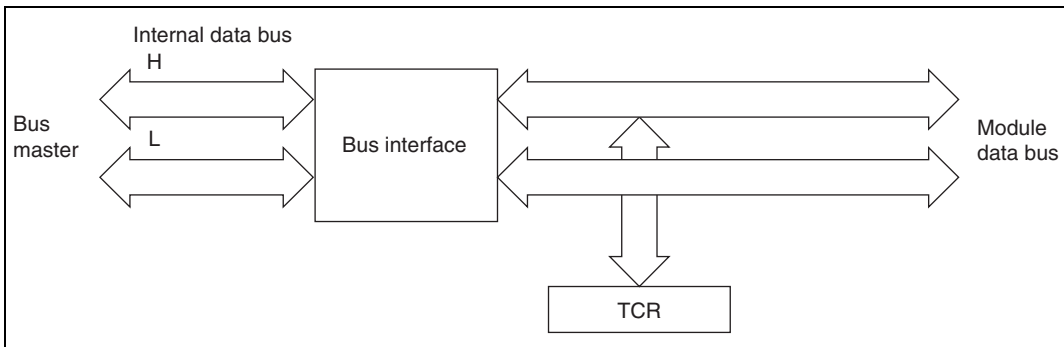 Internal data bus
H
Bus
master
L
Bus interface
Module
data bus
TCR